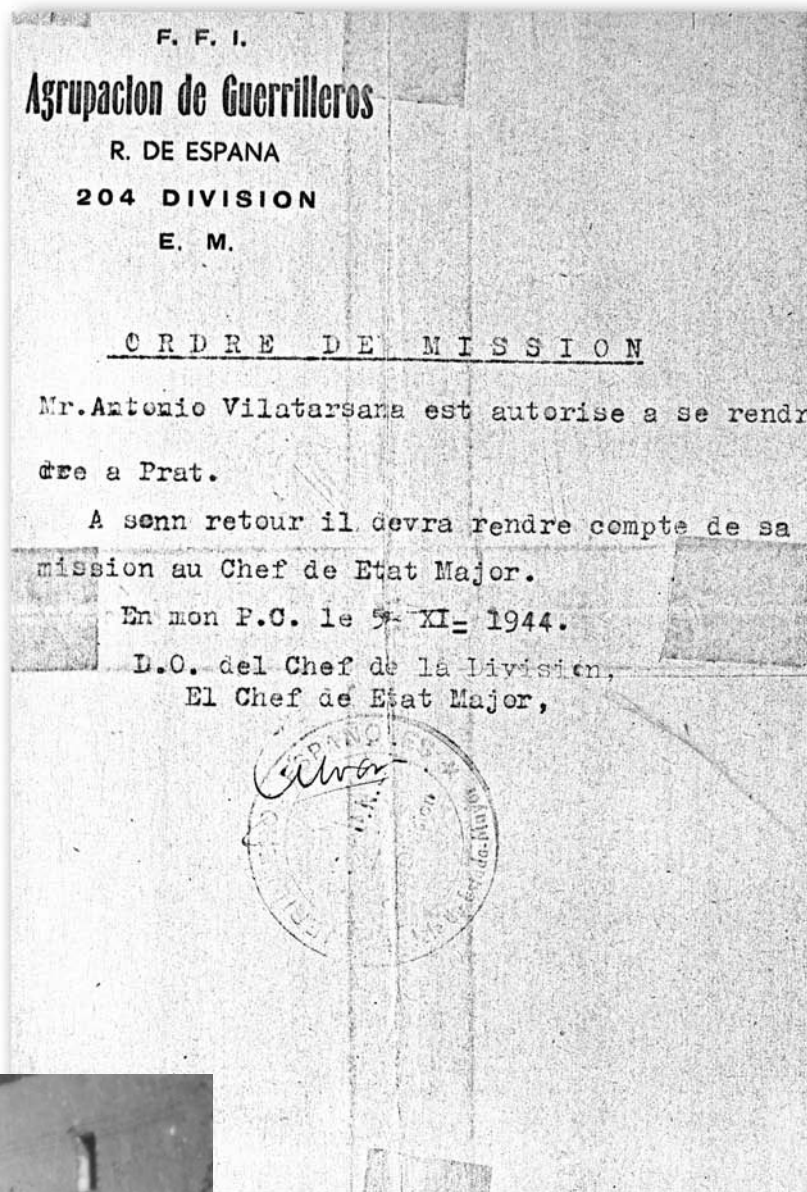 F. F. I.
Agrupacion de Guerrilleros
R. DE ESPANA
204 DIVISION
E. M.
ORDRE DE MISSION
Mr.Antonio Vilatarsana est autorise a se rendr
dre a Prat.
A sonn retour il devra rendre compte de sa
mission au Chef de Etat Major.
En mon P.C. le 5- XI= 1944.
D.O. del Chef de la División,
El Chef de Etat Major,